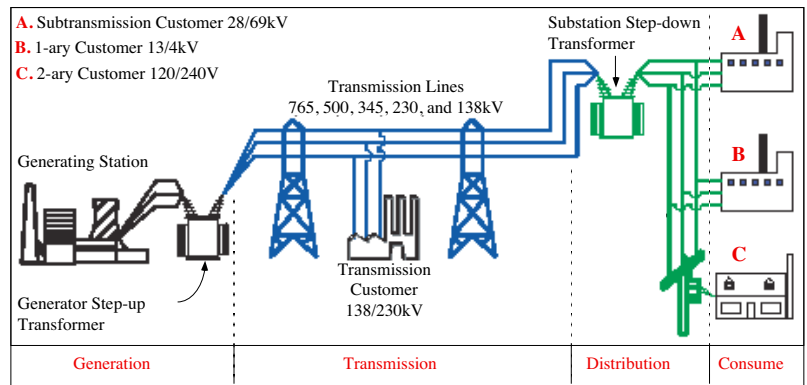 A. Subtransmission Customer 28/69kV
B. 1-ary Customer 13/4kV
C. 2-ary Customer 120/240V
Substation Step-down
Transformer
A
Transmission Lines
765, 500, 345, 230, and 138kV
Generating Station
B
Transmission
Customer
138/230kV
C
Generator Step-up
Transformer
Generation
Transmission
Distribution
Consume